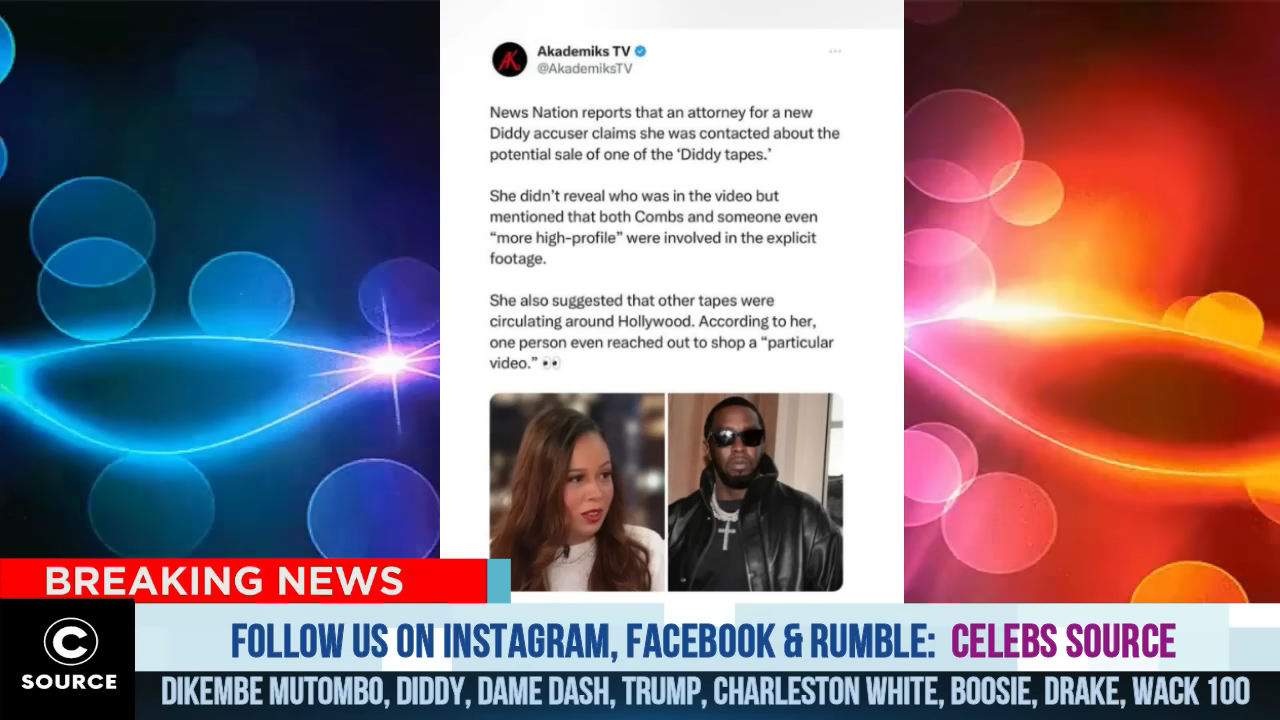 Akademiks TV
@AkademiksTV
News Nation reports that an attorney for a new
Diddy accuser claims she was contacted about the
potential sale of one of the ‘Diddy tapes.’
She didn’t reveal who was in the video but
mentioned that both Combs and someone even
“more high-profile” were involved in the explicit
footage.
She also suggested that other tapes were
circulating around Hollywood. According to her,
one person even reached out to shop a “particular
video.” 👀
BREAKING NEWS
C
SOURCE
FOLLOW US ON INSTAGRAM, FACEBOOK & RUMBLE: CELEBS SOURCE
DIKEMBE MUTOMBO, DIDDY, DAME DASH, TRUMP, CHARLESTON WHITE, BOOSIE, DRAKE, WACK 100